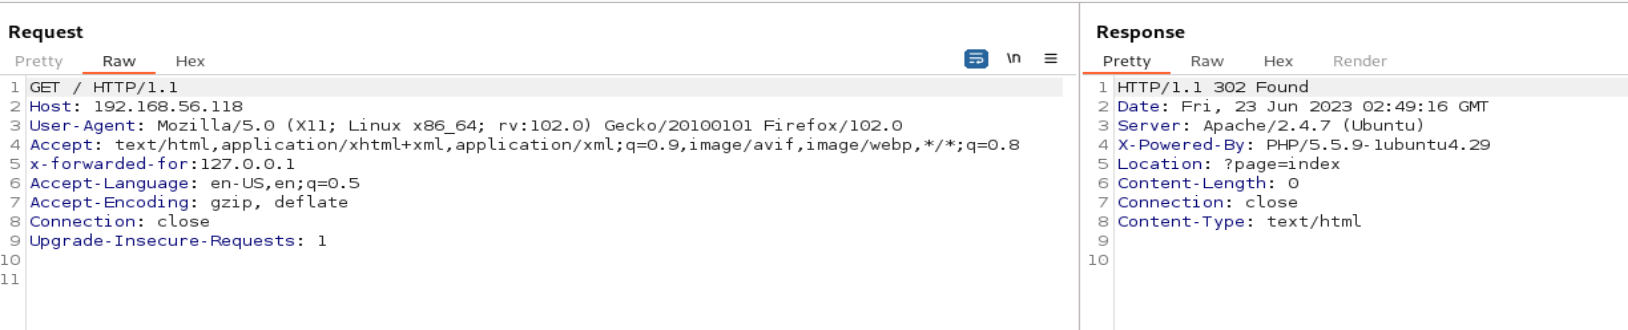 Request
Pretty Raw Hex \n
1 GET / HTTP/1.1
2 Host: 192.168.56.118
3 User-Agent: Mozilla/5.0 (X11; Linux x86_64; rv:102.0) Gecko/20100101 Firefox/102.0
4 Accept: text/html,application/xhtml+xml,application/xml;q=0.9,image/avif,image/webp,*/*;q=0.8
5 x-forwarded-for:127.0.0.1
6 Accept-Language: en-US,en;q=0.5
7 Accept-Encoding: gzip, deflate
8 Connection: close
9 Upgrade-Insecure-Requests: 1
10
11
Response
Pretty Raw Hex Render
1 HTTP/1.1 302 Found
2 Date: Fri, 23 Jun 2023 02:49:16 GMT
3 Server: Apache/2.4.7 (Ubuntu)
4 X-Powered-By: PHP/5.5.9-1ubuntu4.29
5 Location: ?page=index
6 Content-Length: 0
7 Connection: close
8 Content-Type: text/html
9
10